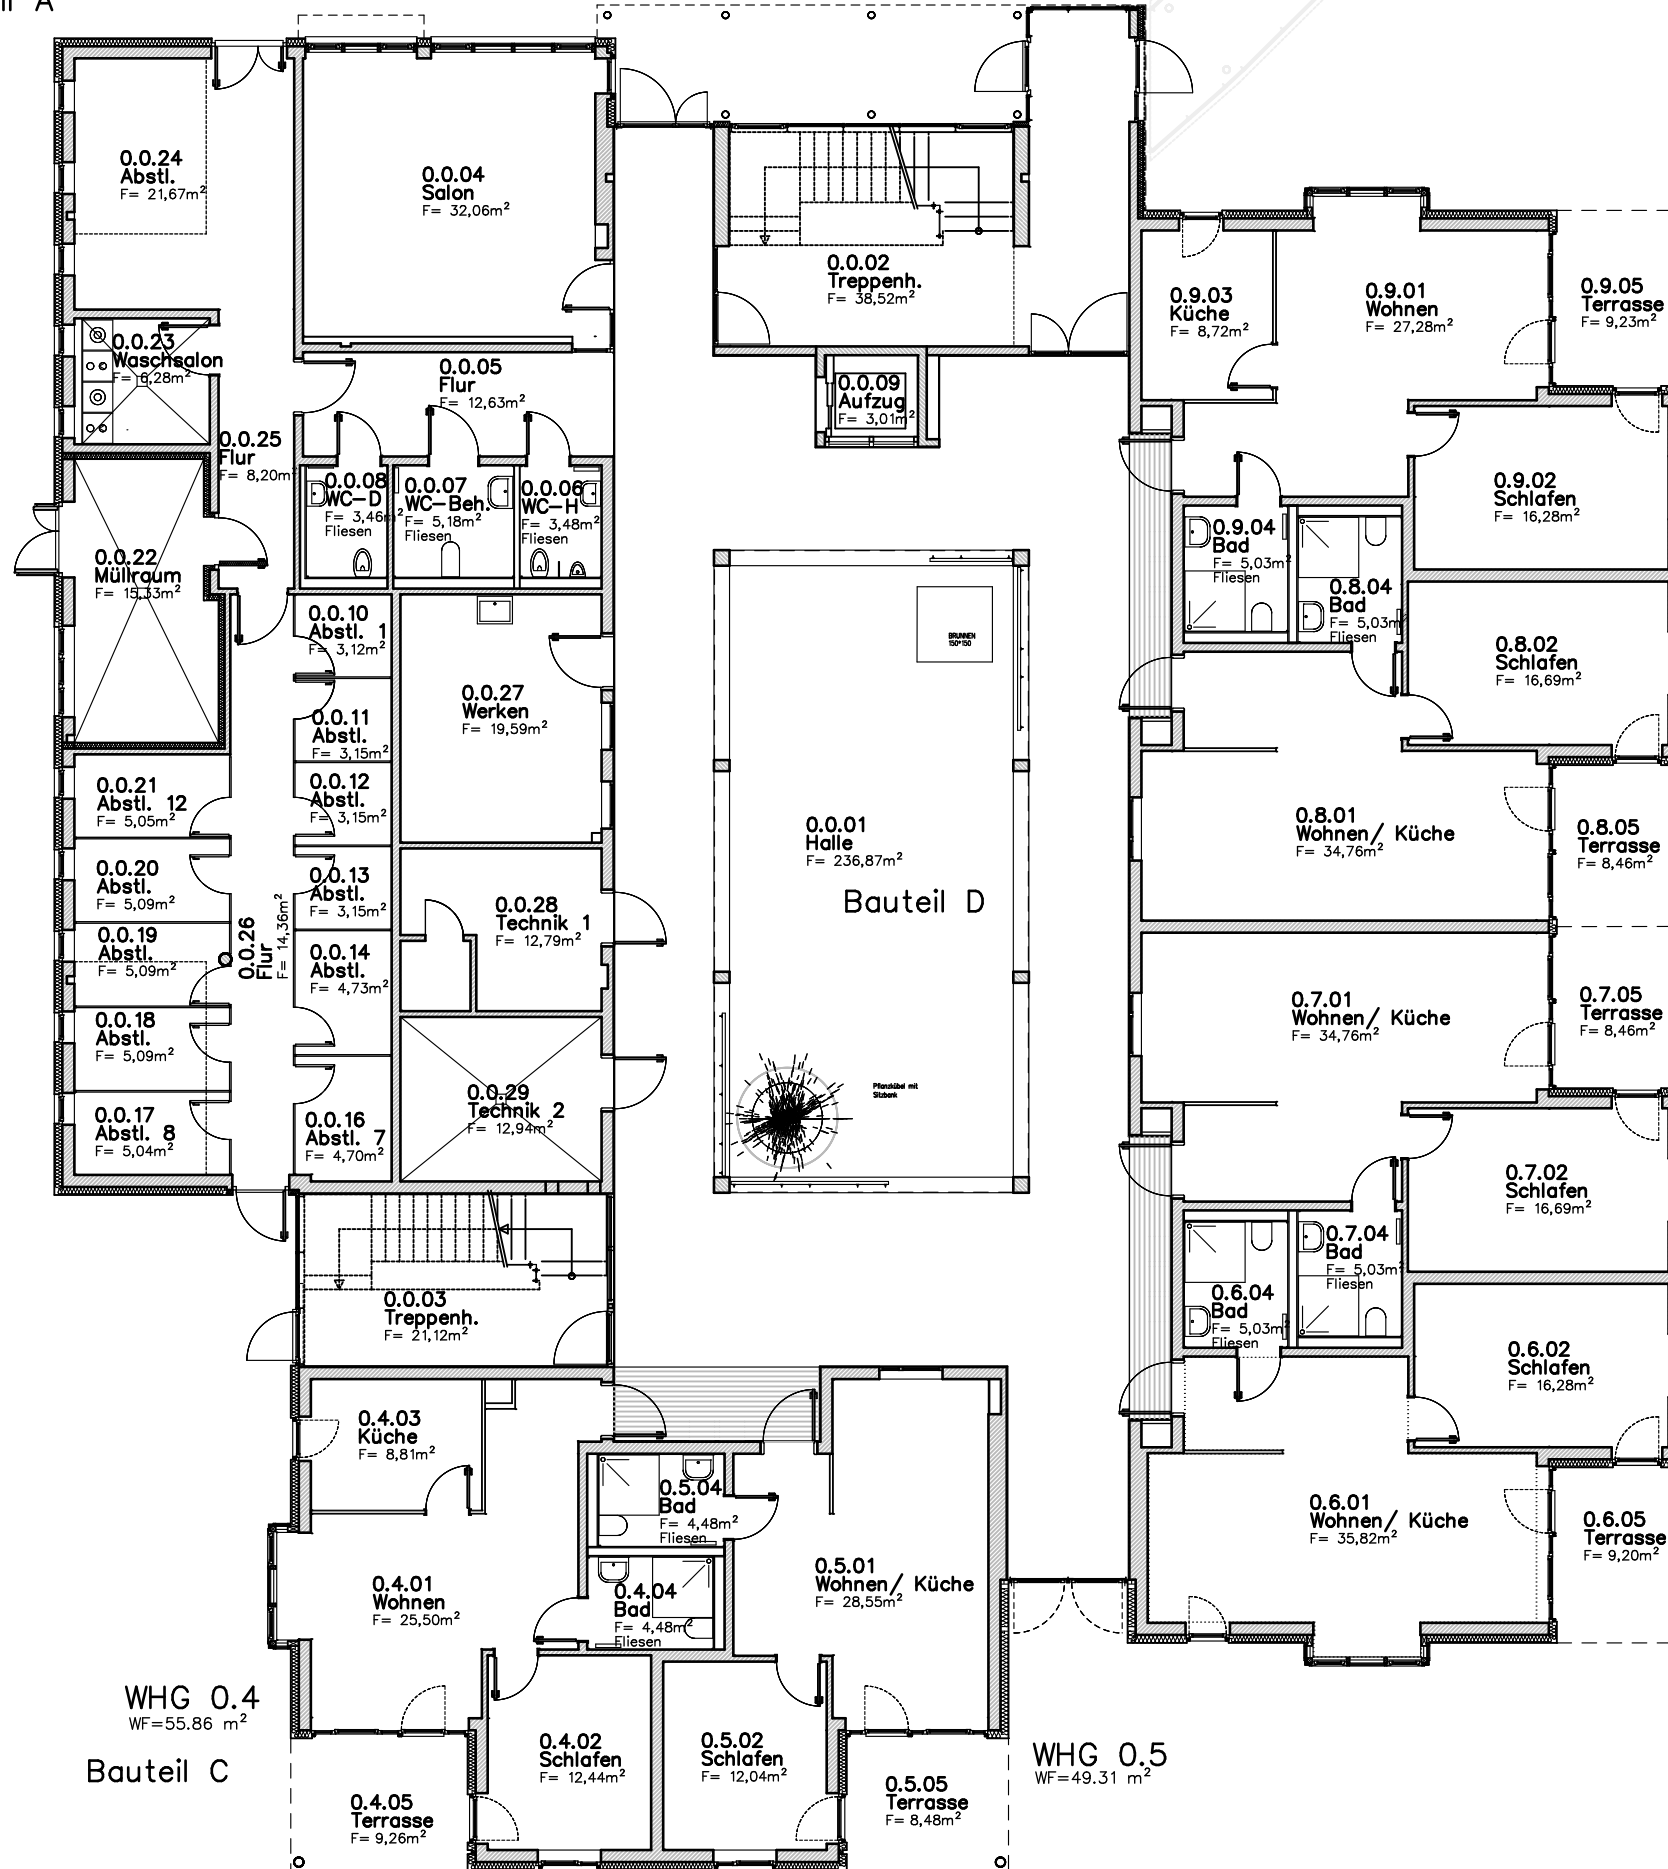 0.0.24
Abstl.
F= 21,67m²
0.0.04
Salon
F= 32,06m²
0.0.02
Treppenh.
F= 38,52m²
0.9.03
Küche
F= 8,72m²
0.9.01
Wohnen
F= 27,28m²
0.9.05
Terrasse
F= 9,23m²
0.0.23
Waschsalon
F= 6,28m²
0.0.05
Flur
F= 12,63m²
0.0.09
Aufzug
F= 3,01m²
0.0.25
Flur
F= 8,20m²
0.0.08
WC-D
F= 3,46m²
Fliesen
0.0.07
WC-Beh.
F= 5,18m²
Fliesen
0.0.06
WC-H
F= 3,48m²
Fliesen
0.9.02
Schlafen
F= 16,28m²
0.9.04
Bad
F= 5,03m²
Fliesen
0.0.22
Müllraum
F= 15,33m²
0.8.04
Bad
F= 5,03m²
Fliesen
0.0.10
Abstl. 1
F= 3,12m²
BRUNNEN
150*150
0.8.02
Schlafen
F= 16,69m²
0.0.27
Werken
F= 19,59m²
0.0.11
Abstl.
F= 3,15m²
0.0.21
Abstl. 12
F= 5,05m²
0.0.12
Abstl.
F= 3,15m²
0.0.01
Halle
F= 236,87m²
0.8.01
Wohnen/ Küche
F= 34,76m²
0.8.05
Terrasse
F= 8,46m²
0.0.20
Abstl.
F= 5,09m²
0.0.13
Abstl.
F= 3,15m²
Bauteil D
0.0.28
Technik 1
F= 12,79m²
0.0.19
Abstl.
F= 5,09m²
0.0.26
Flur
F= 14,36m²
0.0.14
Abstl.
F= 4,73m²
0.7.01
Wohnen/ Küche
F= 34,76m²
0.7.05
Terrasse
F= 8,46m²
0.0.18
Abstl.
F= 5,09m²
0.0.29
Technik 2
F= 12,94m²
Pflanzkübel mit
Sitzbank
0.0.17
Abstl. 8
F= 5,04m²
0.0.16
Abstl. 7
F= 4,70m²
0.7.02
Schlafen
F= 16,69m²
0.7.04
Bad
F= 5,03m²
Fliesen
0.0.03
Treppenh.
F= 21,12m²
0.6.04
Bad
F= 5,03m²
Fliesen
0.6.02
Schlafen
F= 16,28m²
0.4.03
Küche
F= 8,81m²
0.5.04
Bad
F= 4,48m²
Fliesen
0.6.01
Wohnen/ Küche
F= 35,82m²
0.6.05
Terrasse
F= 9,20m²
0.4.01
Wohnen
F= 25,50m²
0.4.04
Bad
F= 4,48m²
Fliesen
0.5.01
Wohnen/ Küche
F= 28,55m²
WHG 0.4
WF=55.86 m²
Bauteil C
0.4.02
Schlafen
F= 12,44m²
0.5.02
Schlafen
F= 12,04m²
WHG 0.5
WF=49.31 m²
0.4.05
Terrasse
F= 9,26m²
0.5.05
Terrasse
F= 8,48m²